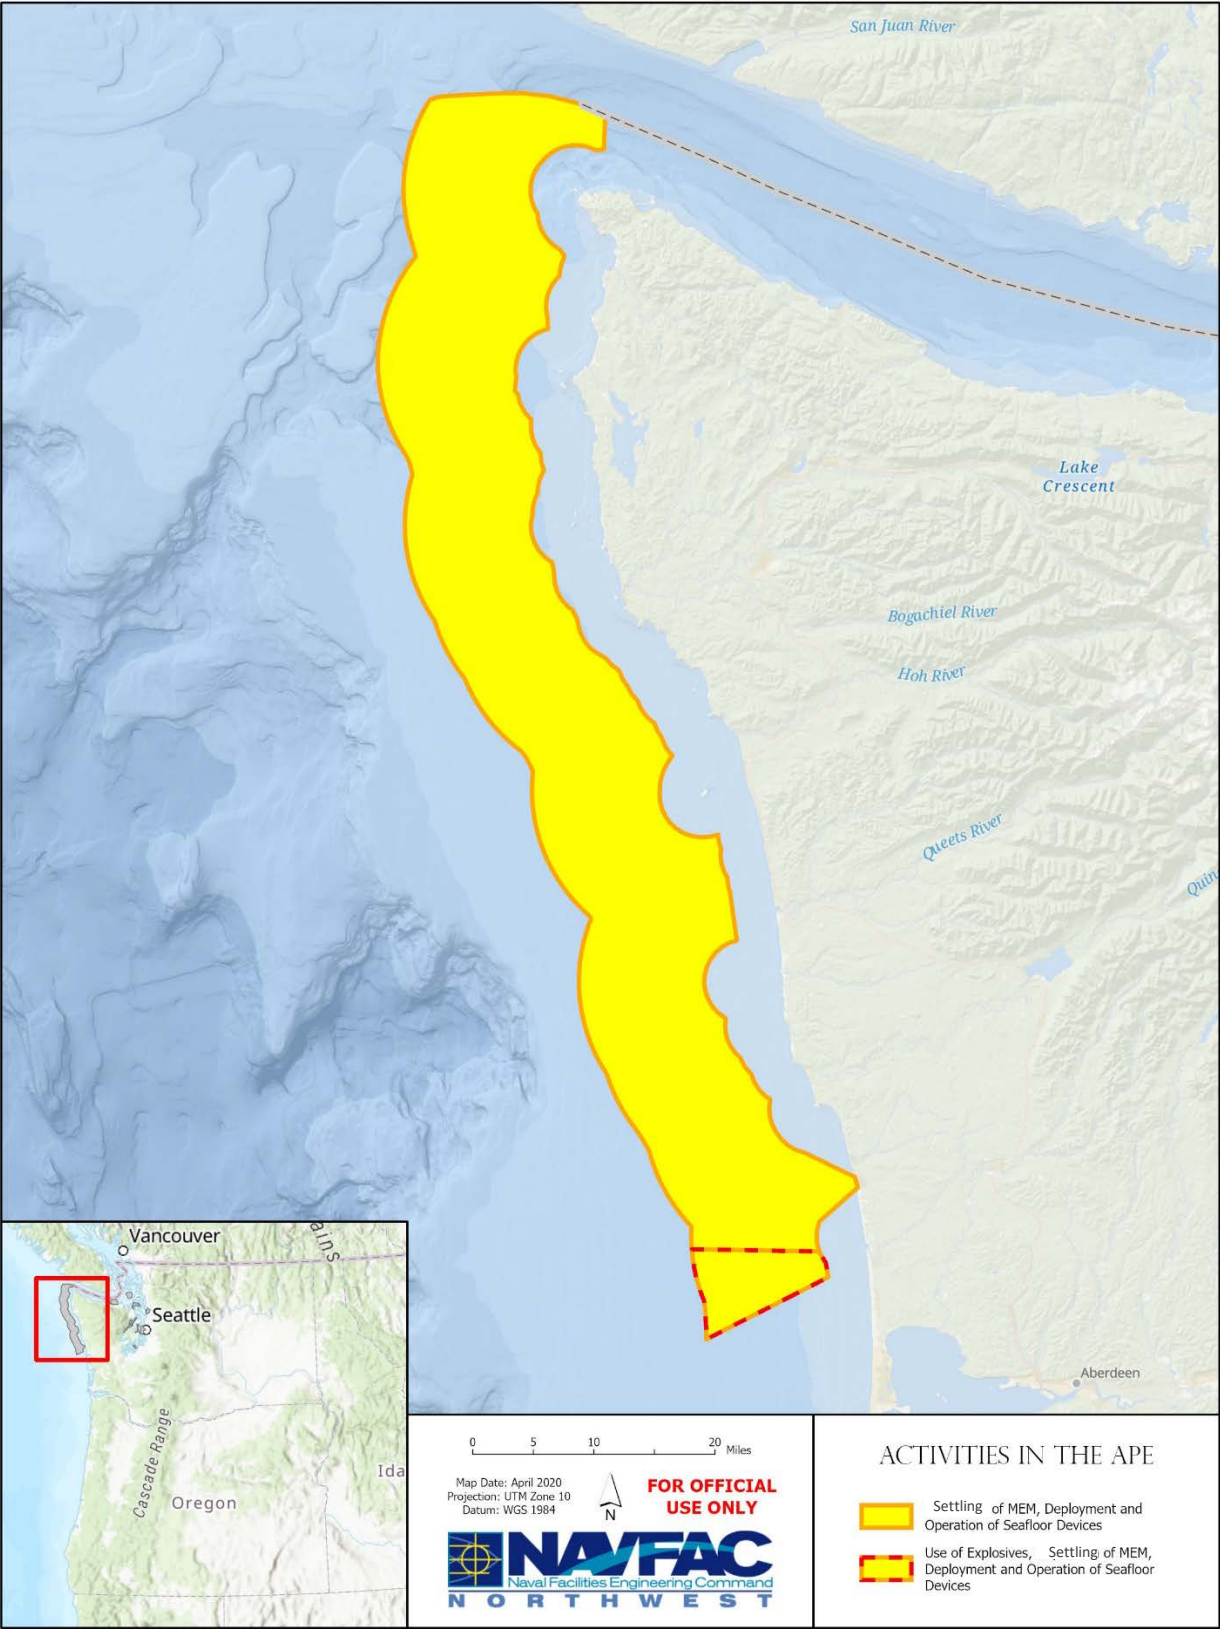 San Juan River
Lake
Crescent
Bogachiel River
Hoh River
Queets River
Quin
Aberdeen
Vancouver
ains
Seattle
Cascade Range
Ida
Oregon
0 5 10 20 Miles
Map Date: April 2020
Projection: UTM Zone 10
Datum: WGS 1984
N
FOR OFFICIAL
USE ONLY
NAVFAC
Naval Facilities Engineering Command
NORTHWEST
ACTIVITIES IN THE APE
Settling of MEM, Deployment and
Operation of Seafloor Devices
Use of Explosives, Settling of MEM,
Deployment and Operation of Seafloor
Devices